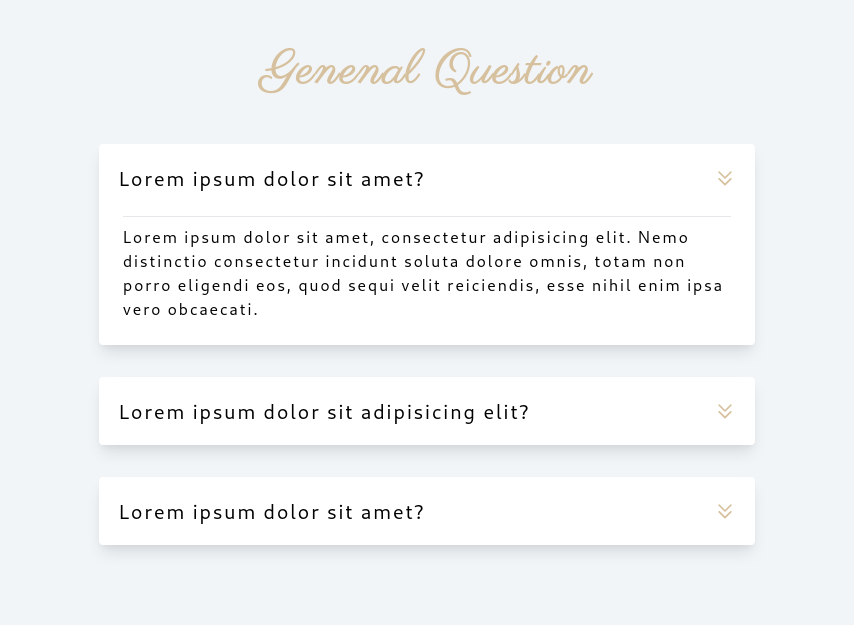 Genenal Question
Lorem ipsum dolor sit amet?
Lorem ipsum dolor sit amet, consectetur adipisicing elit. Nemo
distinctio consectetur incidunt soluta dolore omnis, totam non
porro eligendi eos, quod sequi velit reiciendis, esse nihil enim ipsa
vero obcaecati.
Lorem ipsum dolor sit adipisicing elit?
Lorem ipsum dolor sit amet?